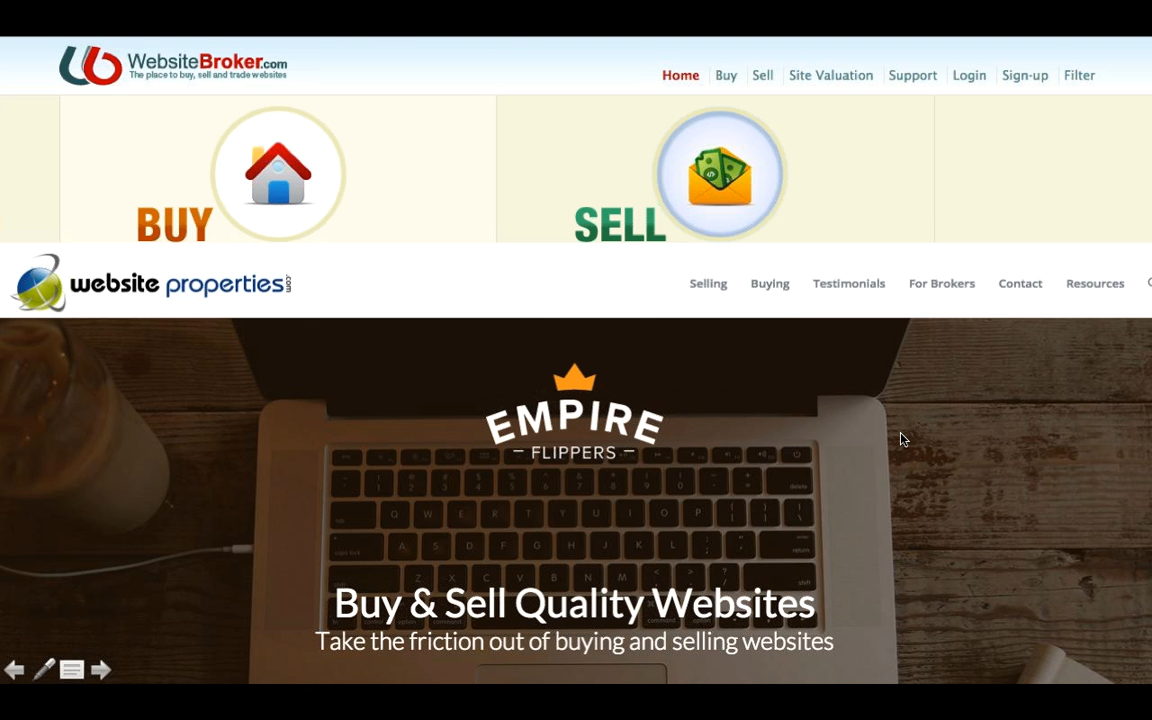 WebsiteBroker.com
The place to buy, sell and trade websites
Home Buy Sell Site Valuation Support Login Sign-up Filter
BUY SELL
website properties.com
Selling Buying Testimonials For Brokers Contact Resources
EMPIRE
FLIPPERS
Q W E R T Y U I O P
A S D F G H J K L
Z X C V B N M
Buy & Sell Quality Websites
Take the friction out of buying and selling websites